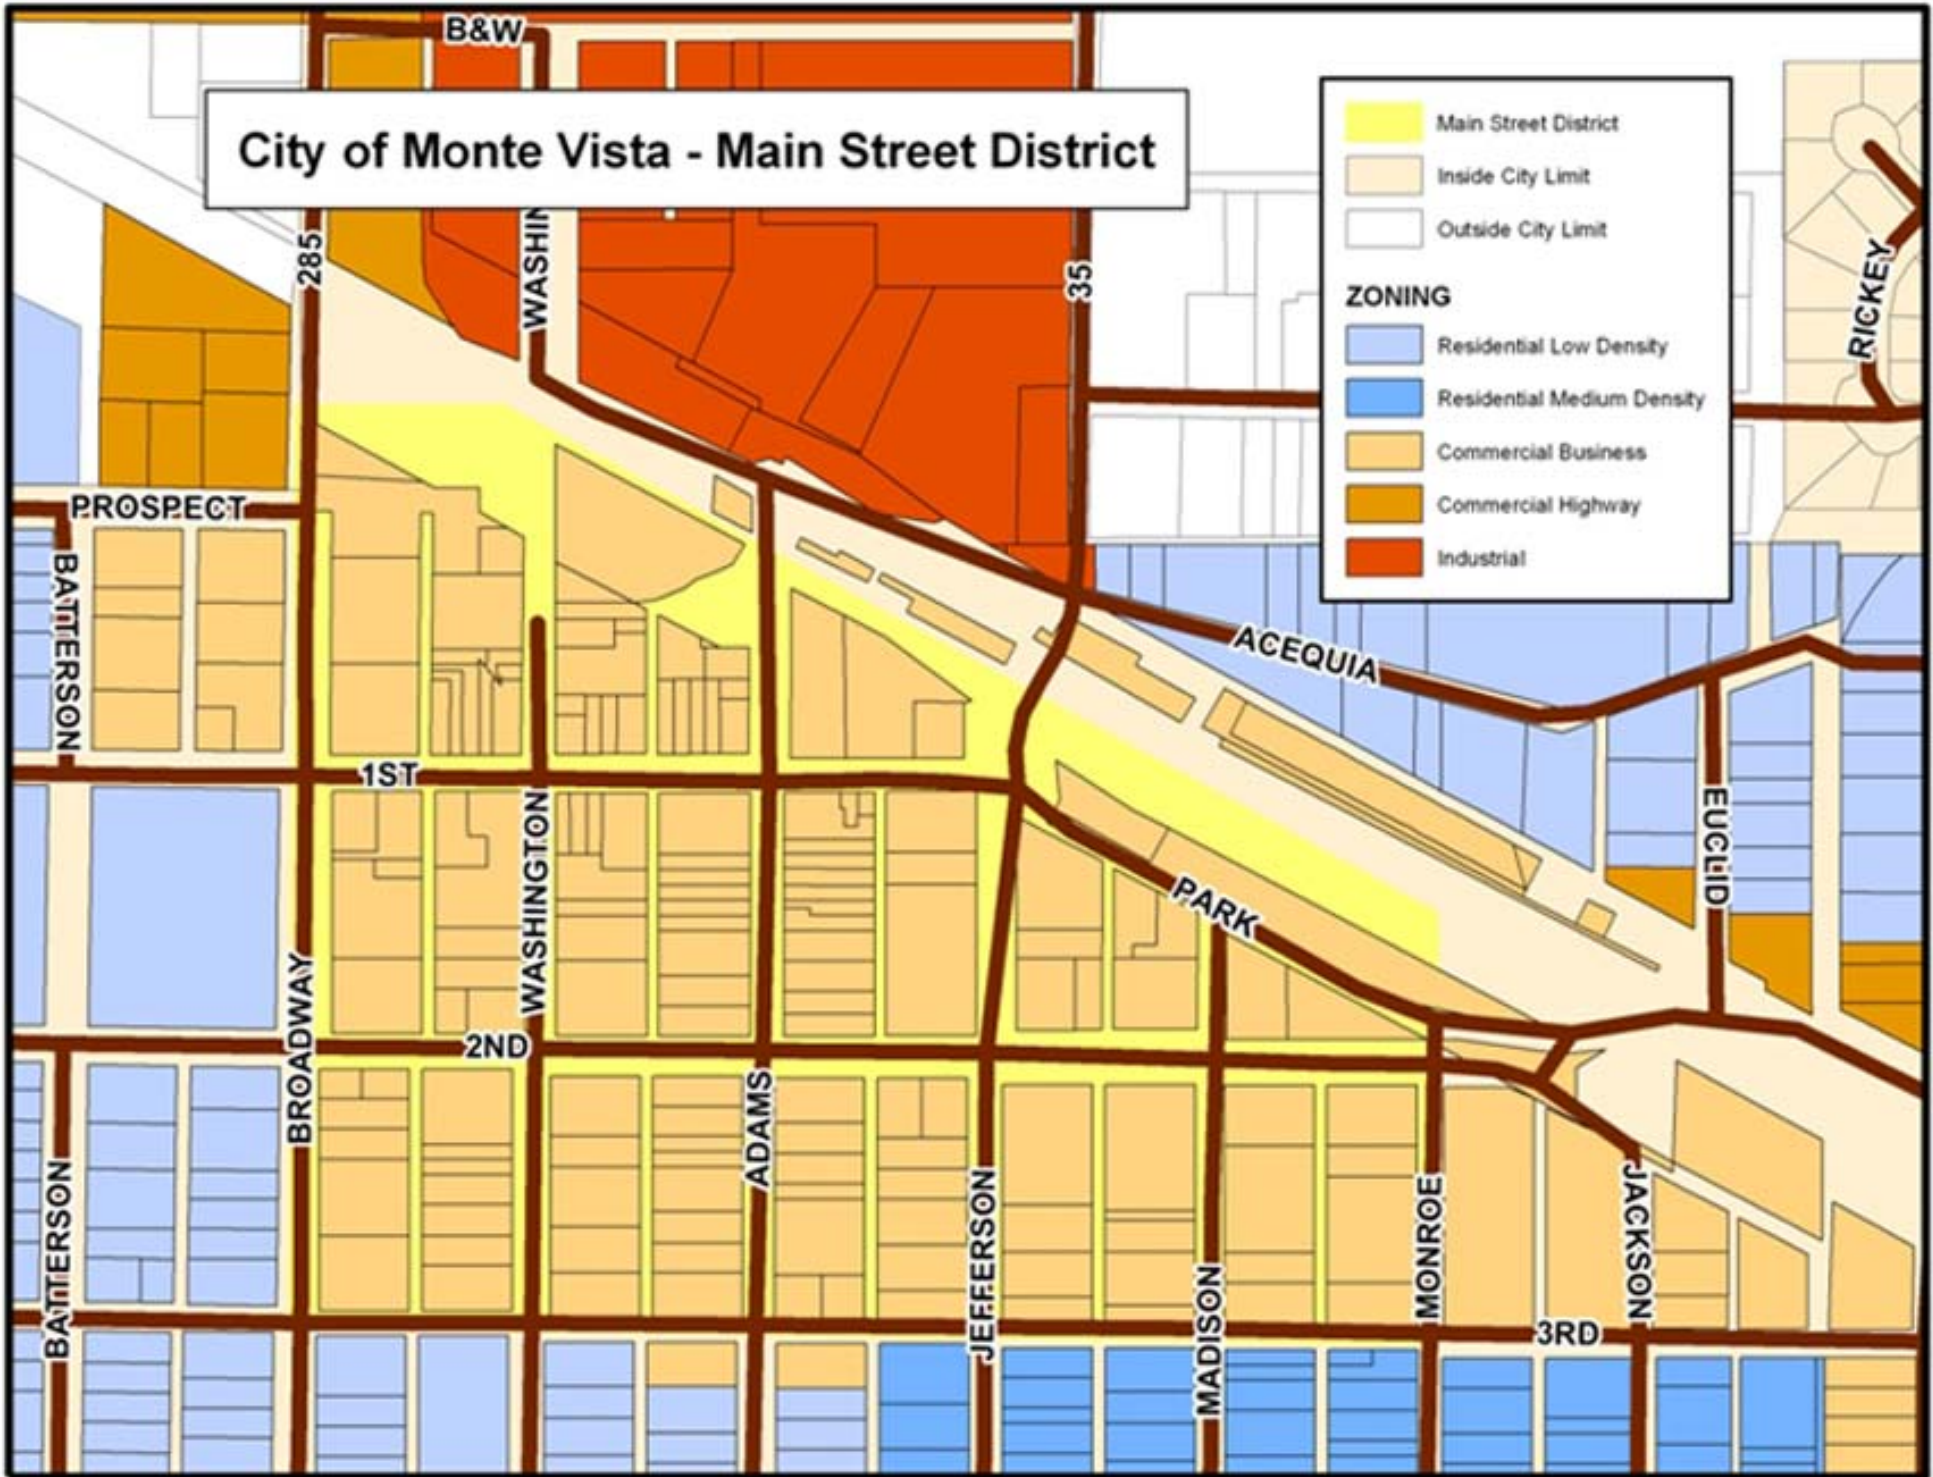 B&W
City of Monte Vista - Main Street District
Main Street District
Inside City Limit
Outside City Limit
ZONING
Residential Low Density
Residential Medium Density
Commercial Business
Commercial Highway
Industrial
285
WASHIN
35
RICKEY
PROSPECT
BATTERSON
ACEQUIA
1ST
EUCLID
WASHINGTON
PARK
BROADWAY
2ND
ADAMS
BATTERSON
JEFFERSON
MADISON
MONROE
JACKSON
3RD